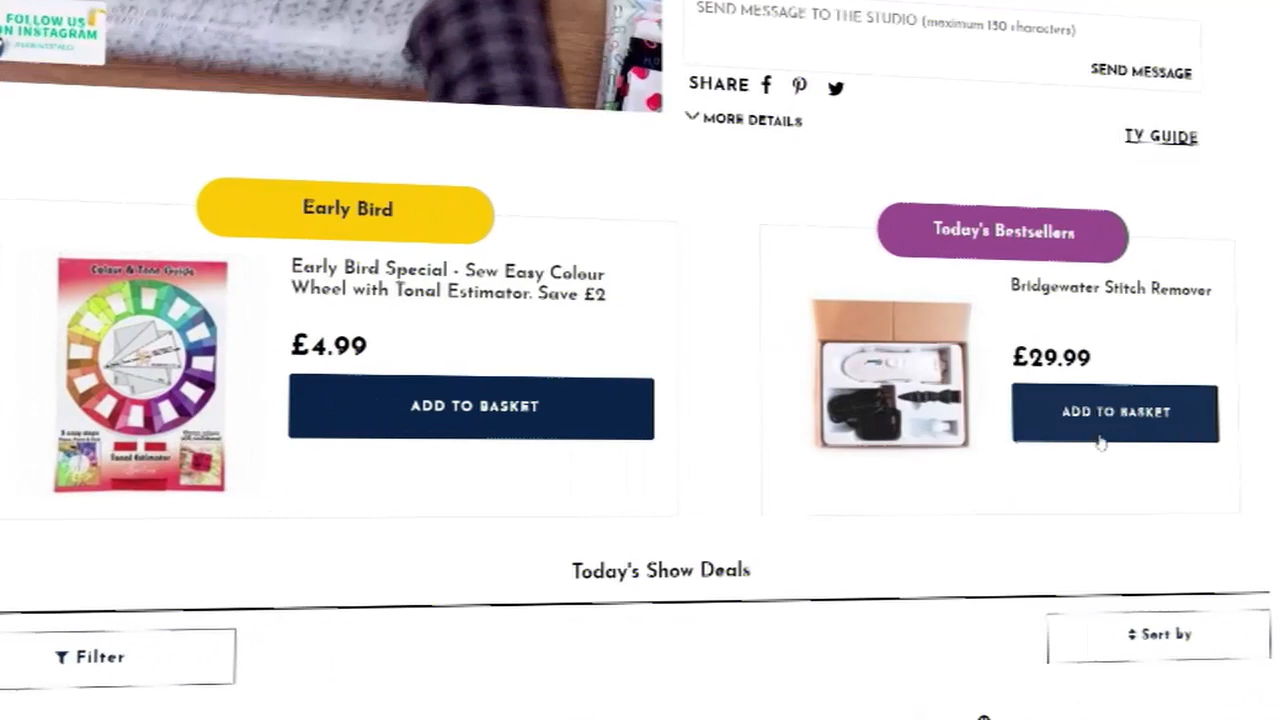 FOLLOW US
ON INSTAGRAM
SEND MESSAGE TO THE STUDIO (maximum 150 characters)
SEND MESSAGE
SHARE
MORE DETAILS
TV GUIDE
Early Bird
Today's Bestsellers
Colour & Tone Guide
Tonal Estimator
Early Bird Special - Sew Easy Colour
Wheel with Tonal Estimator. Save £2
£4.99
ADD TO BASKET
Bridgewater Stitch Remover
£29.99
ADD TO BASKET
Today's Show Deals
Filter
Sort by